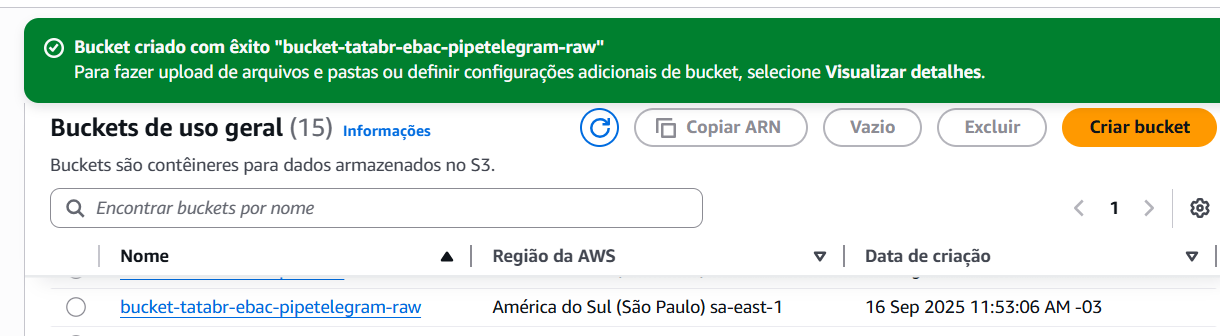 Bucket criado com êxito "bucket-tatabr-ebac-pipetelegram-raw"
Para fazer upload de arquivos e pastas ou definir configurações adicionais de bucket, selecione Visualizar detalhes.
Buckets de uso geral (15) Informações
Copiar ARN
Vazio
Excluir
Criar bucket
Buckets são contêineres para dados armazenados no S3.
Encontrar buckets por nome
1
Nome Região da AWS Data de criação
bucket-tatabr-ebac-pipetelegram-raw América do Sul (São Paulo) sa-east-1 16 Sep 2025 11:53:06 AM -03